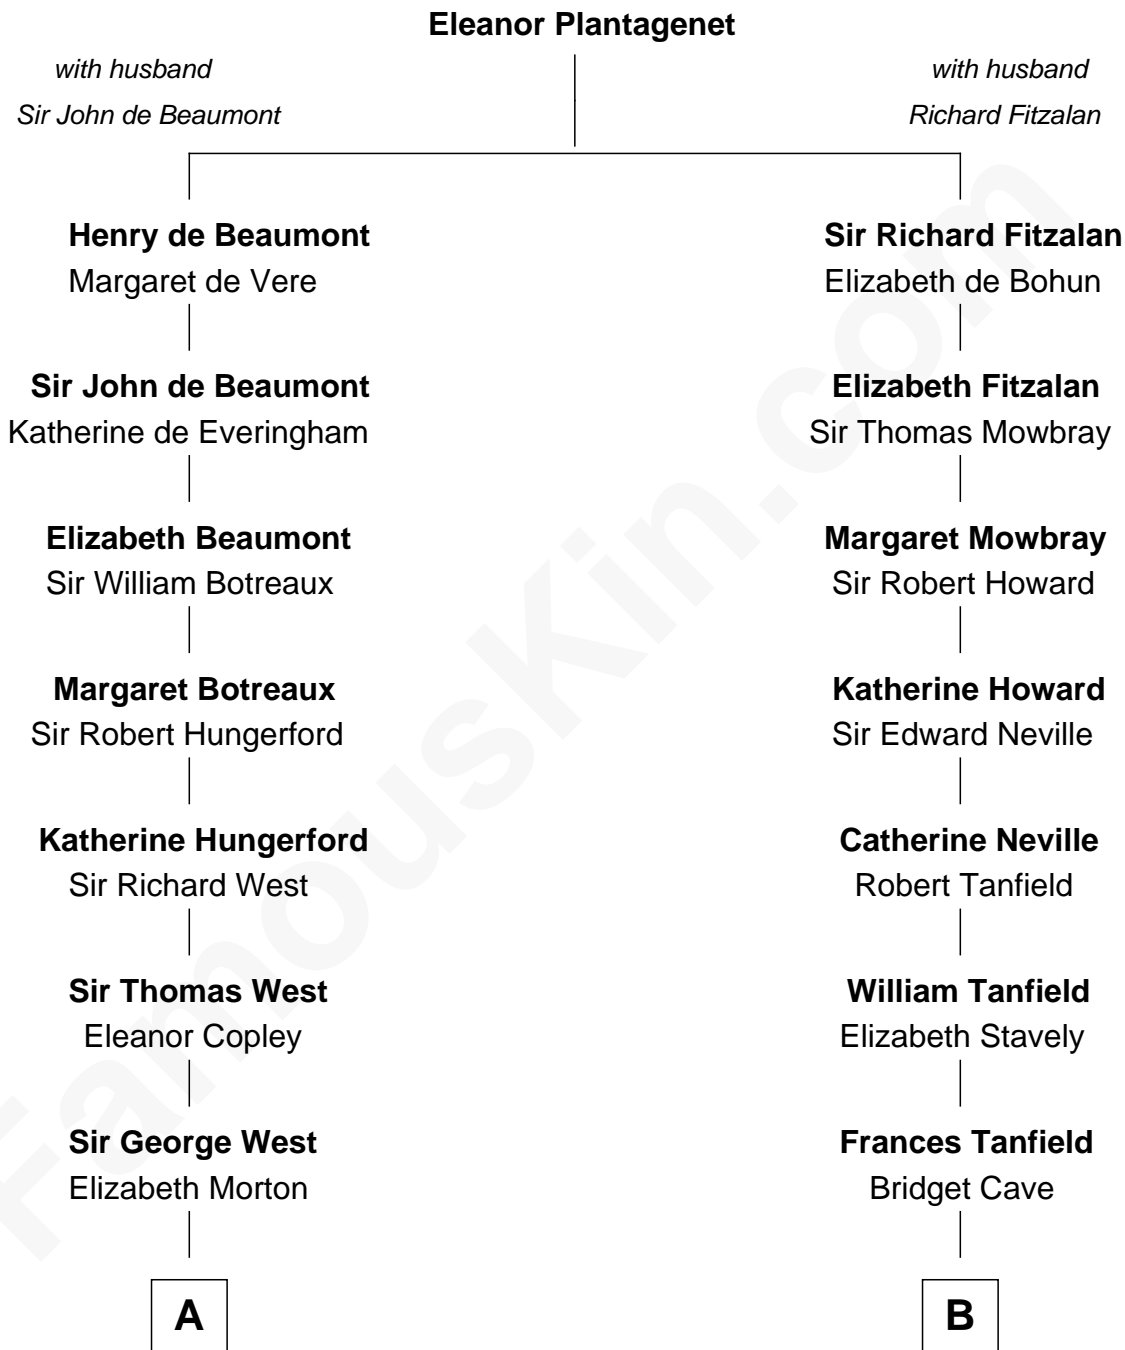 Eleanor Plantagenet
with husband
Sir John de Beaumont
with husband
Richard Fitzalan
Henry de Beaumont
Margaret de Vere
Sir Richard Fitzalan
Elizabeth de Bohun
Sir John de Beaumont
Katherine de Everingham
Elizabeth Fitzalan
Sir Thomas Mowbray
Elizabeth Beaumont
Sir William Botreaux
Margaret Mowbray
Sir Robert Howard
Margaret Botreaux
Sir Robert Hungerford
Katherine Howard
Sir Edward Neville
Katherine Hungerford
Sir Richard West
Catherine Neville
Robert Tanfield
Sir Thomas West
Eleanor Copley
William Tanfield
Elizabeth Stavely
Sir George West
Elizabeth Morton
Frances Tanfield
Bridget Cave
A
B
FamousKin.com